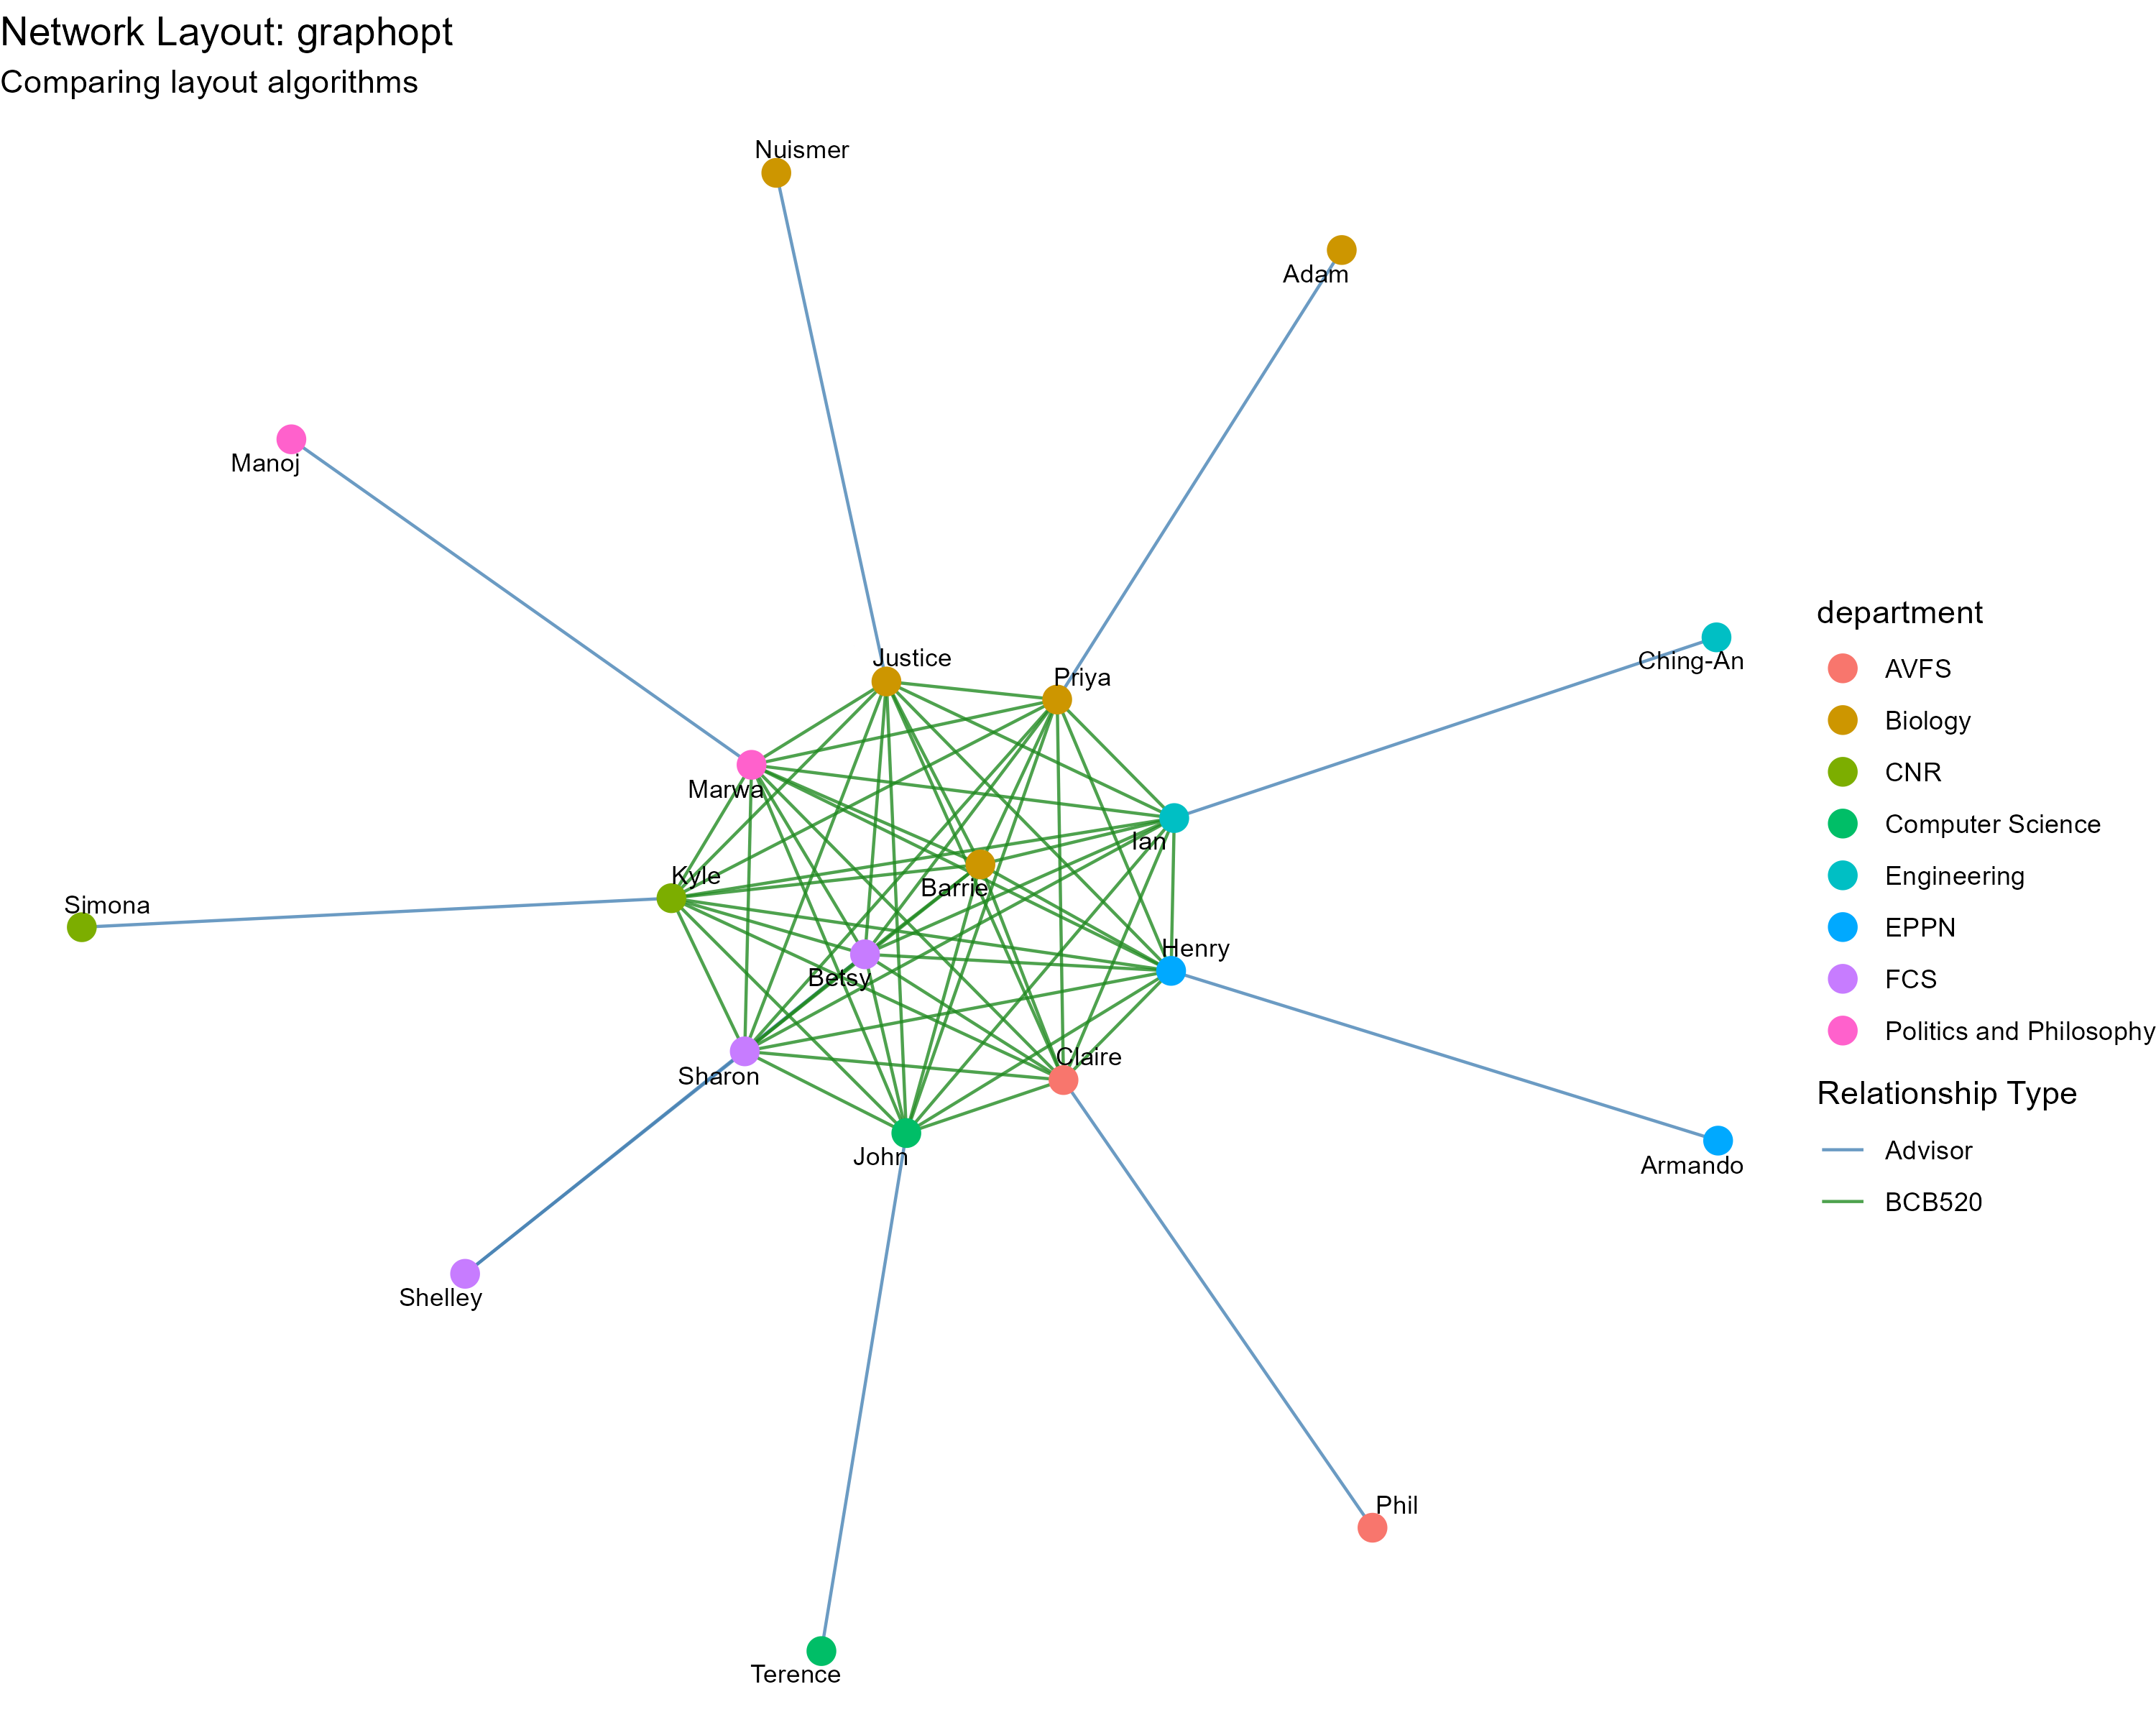 Network Layout: graphopt
Comparing layout algorithms
Nuismer
Adam
Manoj
Justice
Priya
Ching-An
Marwa
Ian
Kyle
Barrie
Simona
Henry
Betsy
Claire
Sharon
John
Armando
Shelley
Phil
Terence
department
AVFS
Biology
CNR
Computer Science
Engineering
EPPN
FCS
Politics and Philosophy
Relationship Type
Advisor
BCB520